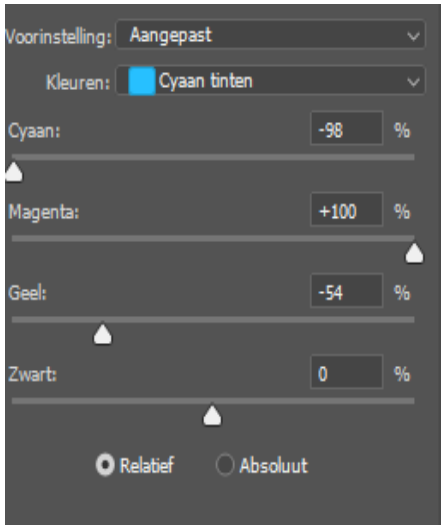 Voorinstelling: Aangepast
Kleuren: Cyaan tinten
Cyaan: -98 %
Magenta: +100 %
Geel: -54 %
Zwart: 0 %
Relatief Absoluut